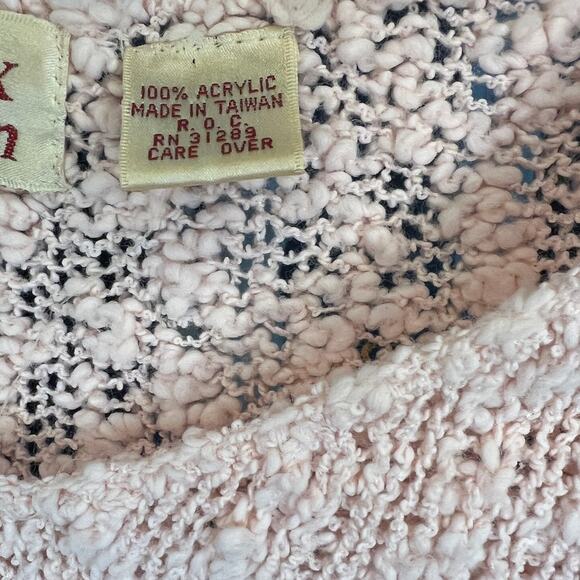 100% ACRYLIC
MADE IN TAIWAN
R. O. C.
RN 31289
CARE OVER